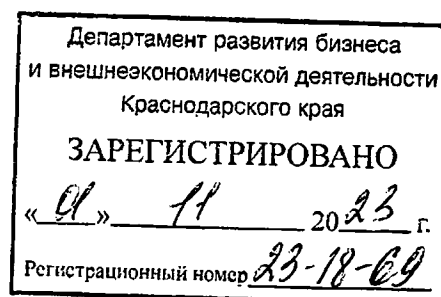 Департамент развития бизнеса
и внешнеэкономической деятельности
Краснодарского края
ЗАРЕГИСТРИРОВАНО
« 01 » 11 2023 г.
Регистрационный номер 23-18-69